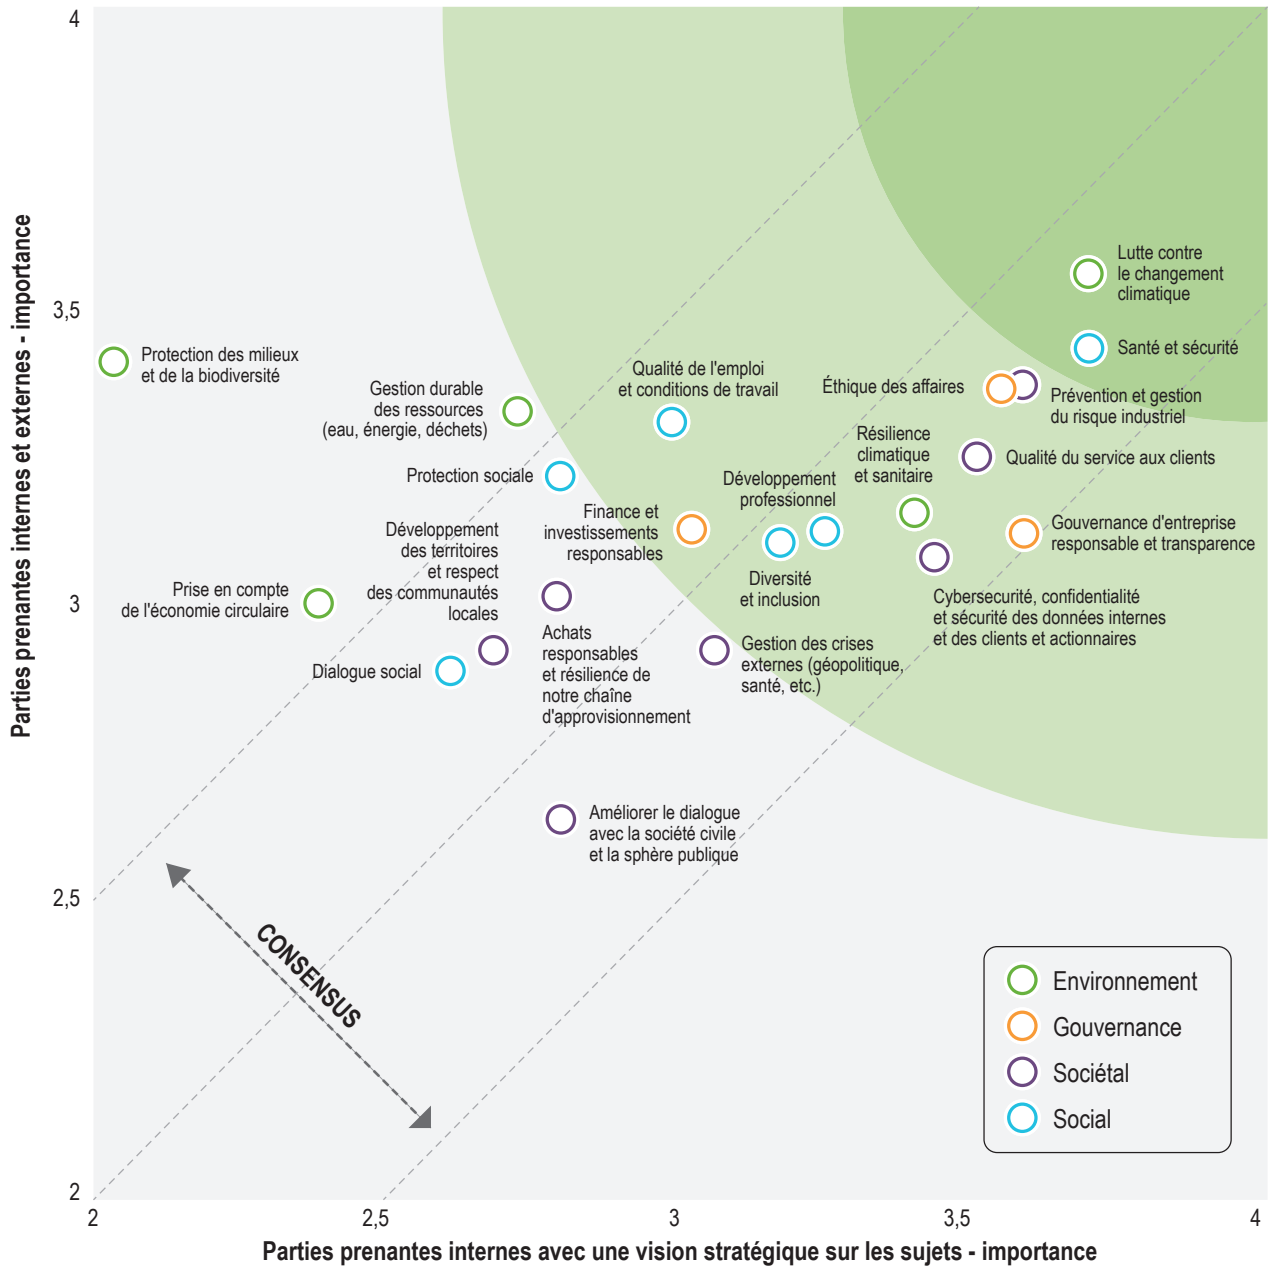 4
3,5
3
2,5
2
Parties prenantes internes et externes - importance
Lutte contre
le changement
climatique
Santé et sécurité
Protection des milieux
et de la biodiversité
Qualité de l'emploi
et conditions de travail
Gestion durable
des ressources
(eau, énergie, déchets)
Éthique des affaires
Prévention et gestion
du risque industriel
Résilience
climatique
et sanitaire
Qualité du service aux clients
Protection sociale
Développement
professionnel
Finance et
investissements
responsables
Gouvernance d'entreprise
responsable et transparence
Développement
des territoires
et respect
des communautés
locales
Diversité
et inclusion
Prise en compte
de l'économie circulaire
Cybersecurité, confidentialité
et sécurité des données internes
et des clients et actionnaires
Achats
responsables
et résilience de
notre chaîne
d'approvisionnement
Gestion des crises
externes (géopolitique,
santé, etc.)
Dialogue social
Améliorer le dialogue
avec la société civile
et la sphère publique
CONSENSUS
Environnement
Gouvernance
Sociétal
Social
2
2,5
3
3,5
4
Parties prenantes internes avec une vision stratégique sur les sujets - importance